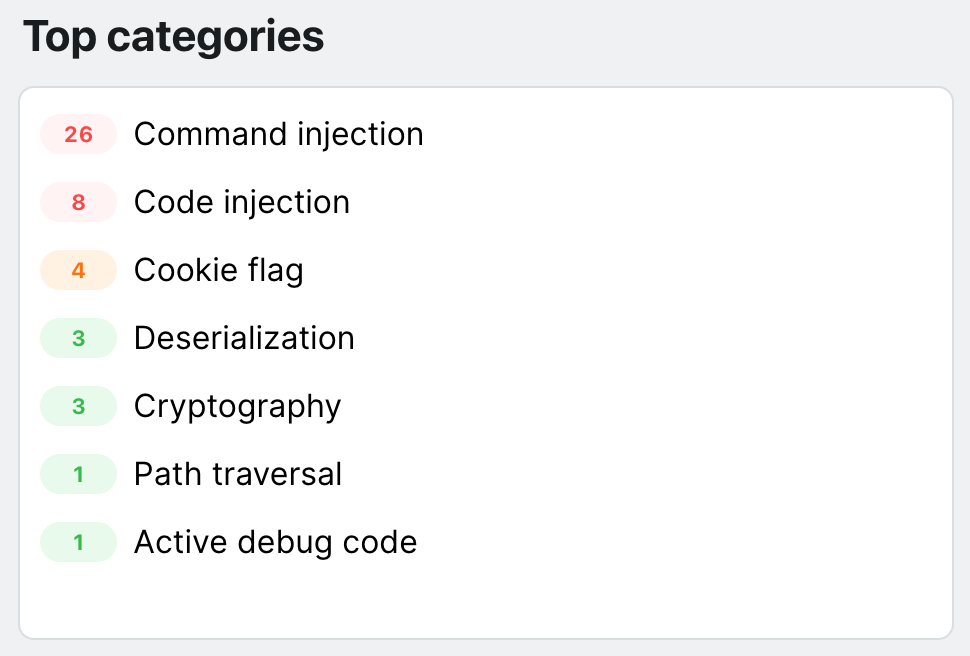 Top categories
26 Command injection
8 Code injection
4 Cookie flag
3 Deserialization
3 Cryptography
1 Path traversal
1 Active debug code